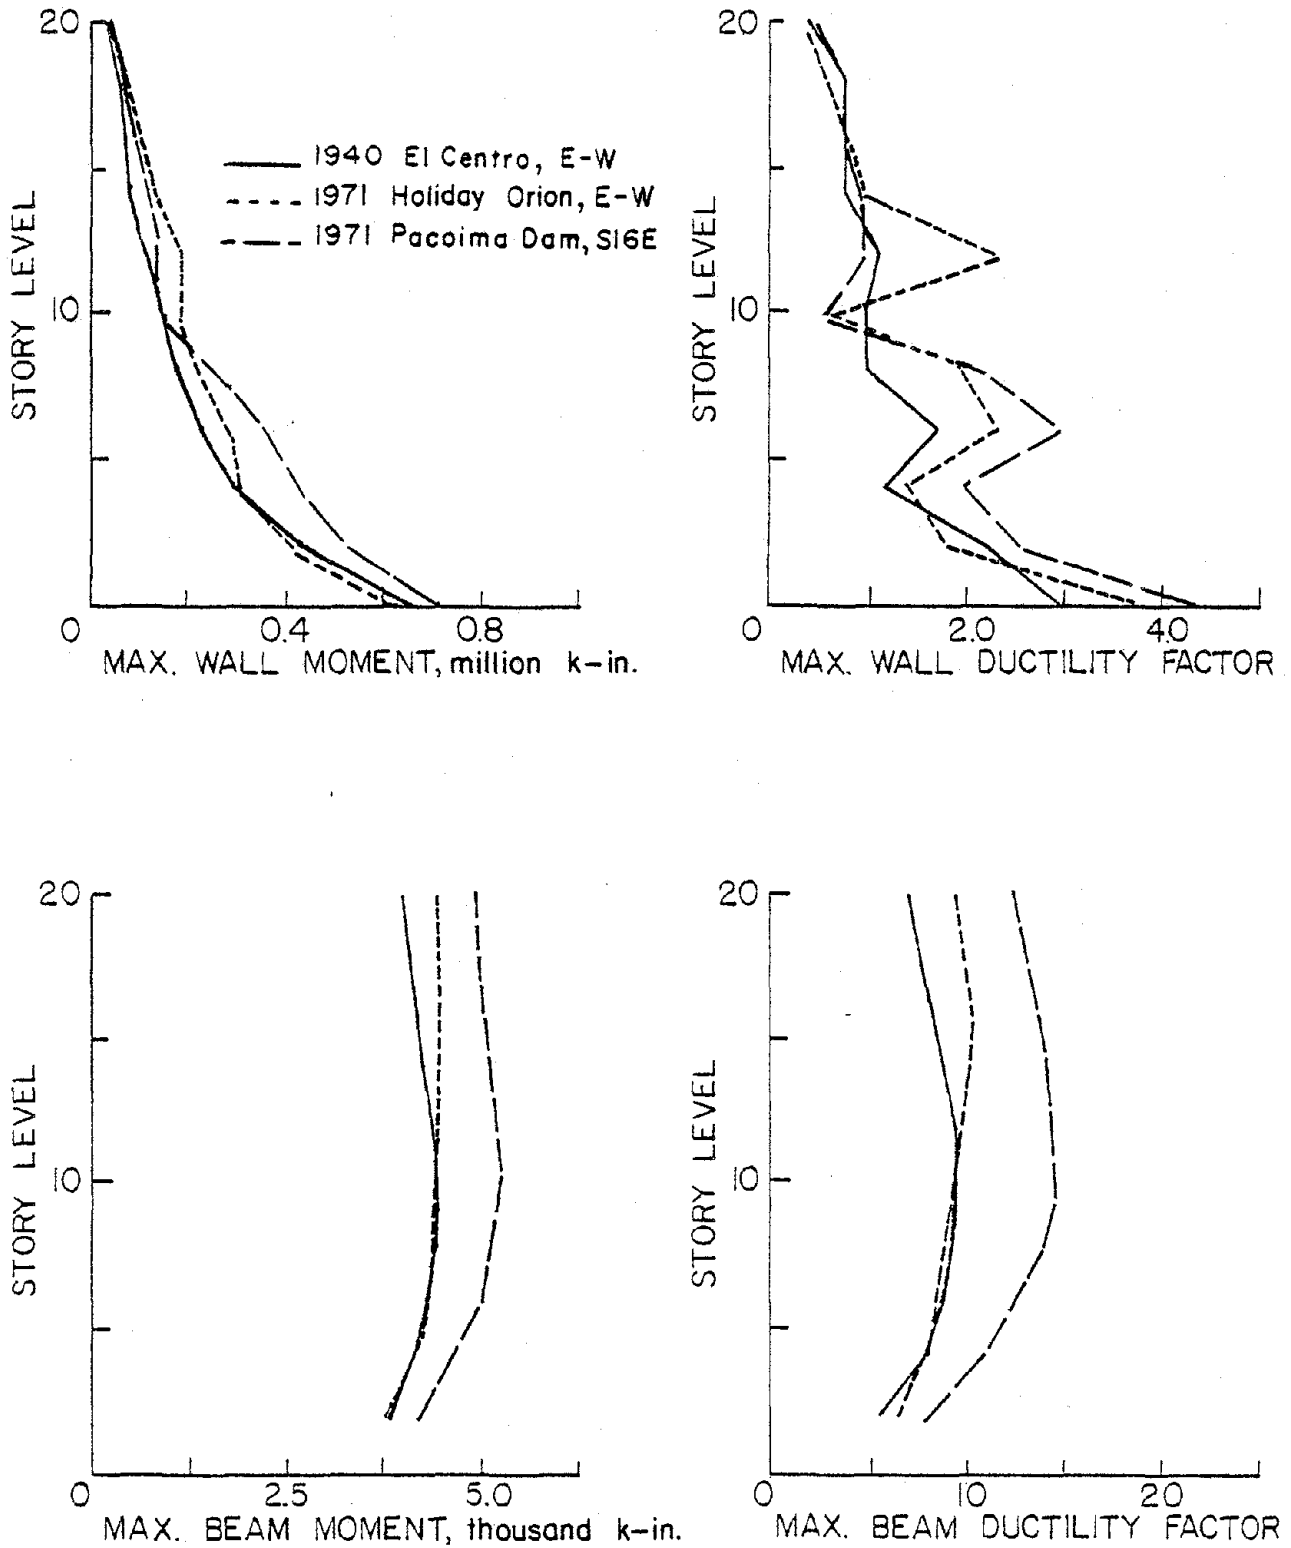 20
STORY LEVEL
10
0
0.4
0.8
MAX. WALL MOMENT, million k-in.
1940 El Centro, E-W
1971 Holiday Orion, E-W
1971 Pacoima Dam, S16E
20
STORY LEVEL
10
0
2.0
4.0
MAX. WALL DUCTILITY FACTOR
20
STORY LEVEL
10
0
2.5
5.0
MAX. BEAM MOMENT, thousand k-in.
20
STORY LEVEL
10
0
10
20
MAX. BEAM DUCTILITY FACTOR